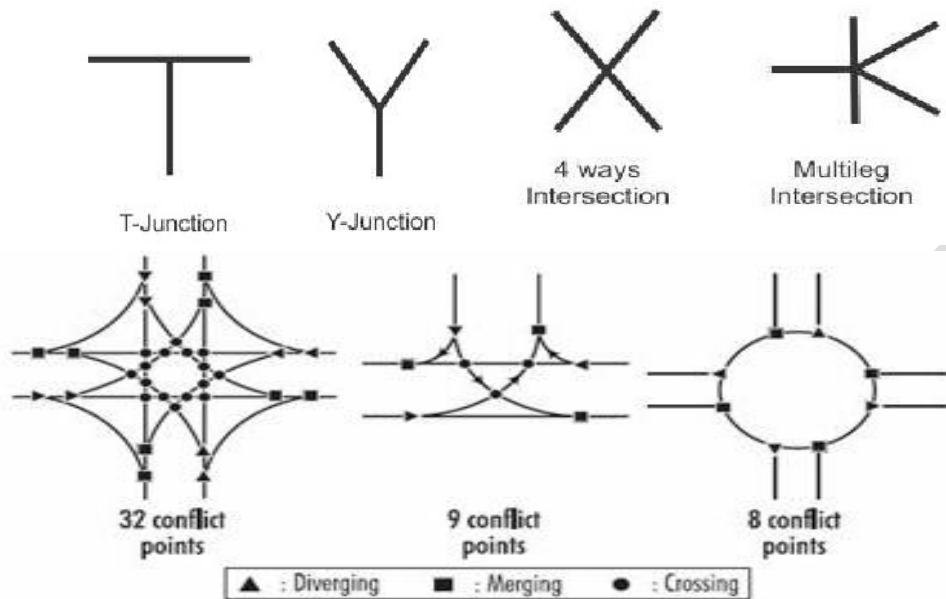 T-Junction
Y-Junction
4 ways
Intersection
Multileg
Intersection
32 conflict
points
9 conflict
points
8 conflict
points
: Diverging : Merging : Crossing